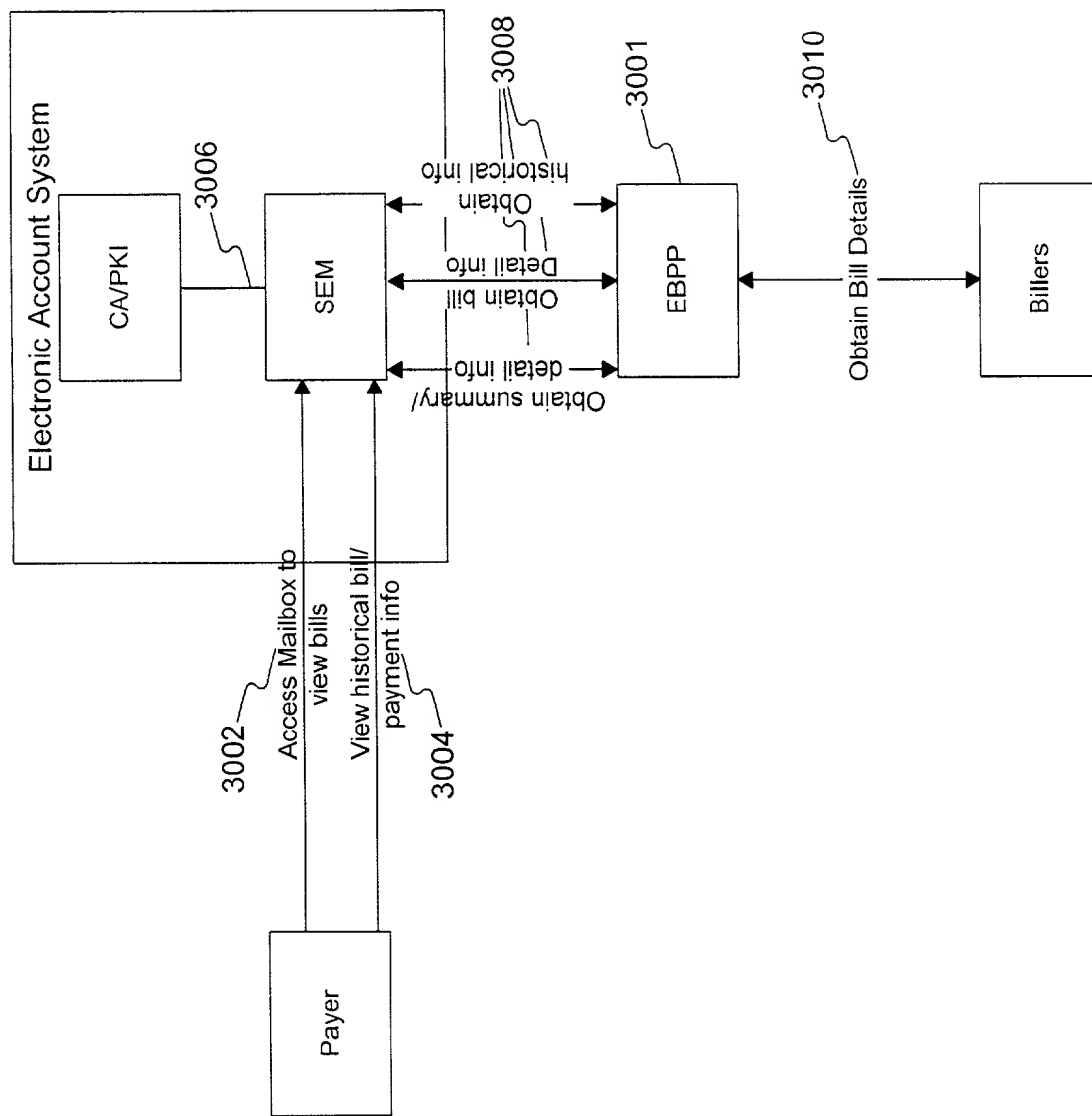 Electronic Account System
CA/PKI
3006
SEM
3002
Access Mailbox to
view bills
View historical bill/
payment info
3004
Payer
Obtain summary/
detail info
Obtain bill
Detail info
Obtain
historical info
3008
EBPP
3001
Obtain Bill Details
3010
Billers